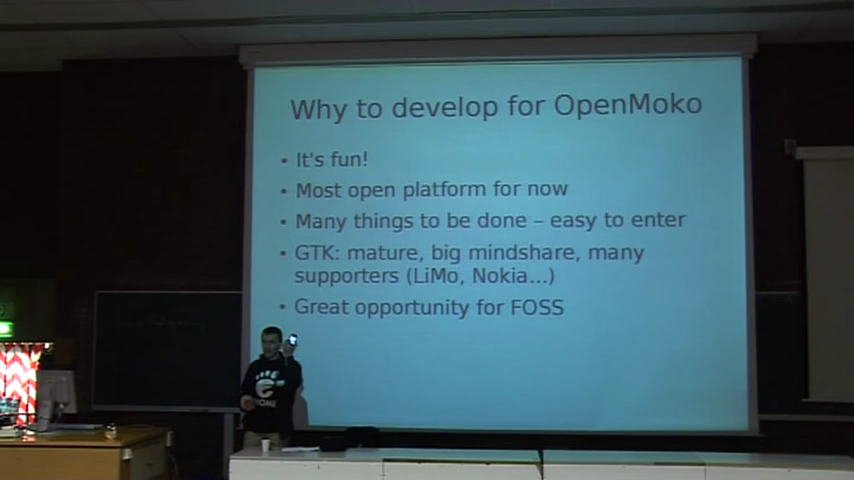 Why to develop for OpenMoko
• It's fun!
• Most open platform for now
• Many things to be done – easy to enter
• GTK: mature, big mindshare, many
supporters (LiMo, Nokia...)
• Great opportunity for FOSS